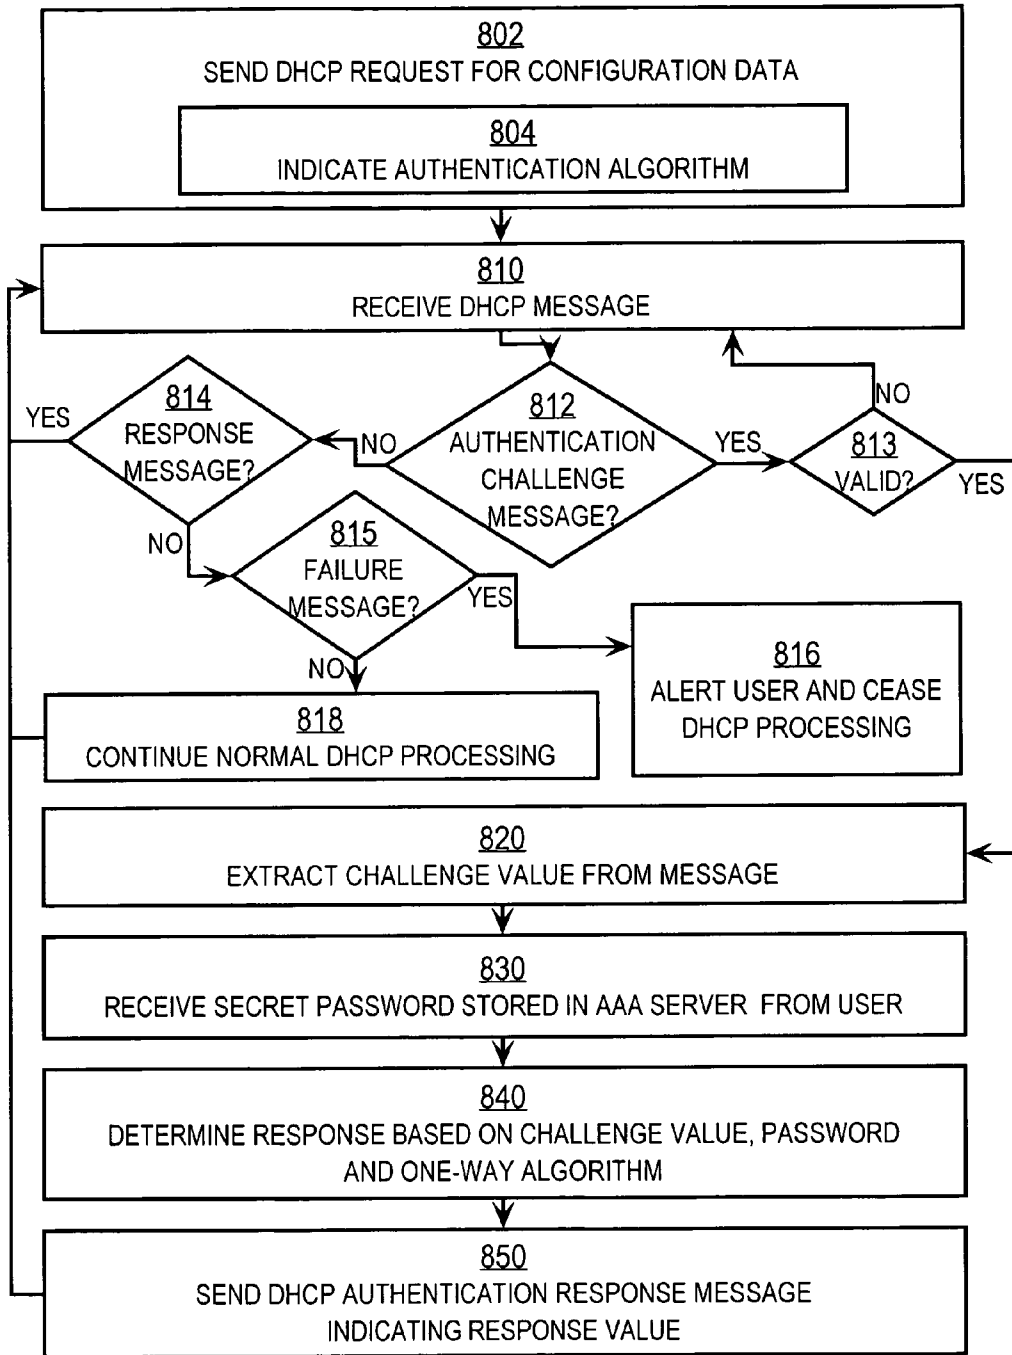 802
SEND DHCP REQUEST FOR CONFIGURATION DATA
804
INDICATE AUTHENTICATION ALGORITHM
810
RECEIVE DHCP MESSAGE
814
RESPONSE
MESSAGE?
YES
NO
812
AUTHENTICATION
CHALLENGE
MESSAGE?
NO
YES
813
VALID?
NO
YES
815
FAILURE
MESSAGE?
YES
NO
816
ALERT USER AND CEASE
DHCP PROCESSING
818
CONTINUE NORMAL DHCP PROCESSING
820
EXTRACT CHALLENGE VALUE FROM MESSAGE
830
RECEIVE SECRET PASSWORD STORED IN AAA SERVER FROM USER
840
DETERMINE RESPONSE BASED ON CHALLENGE VALUE, PASSWORD
AND ONE-WAY ALGORITHM
850
SEND DHCP AUTHENTICATION RESPONSE MESSAGE
INDICATING RESPONSE VALUE